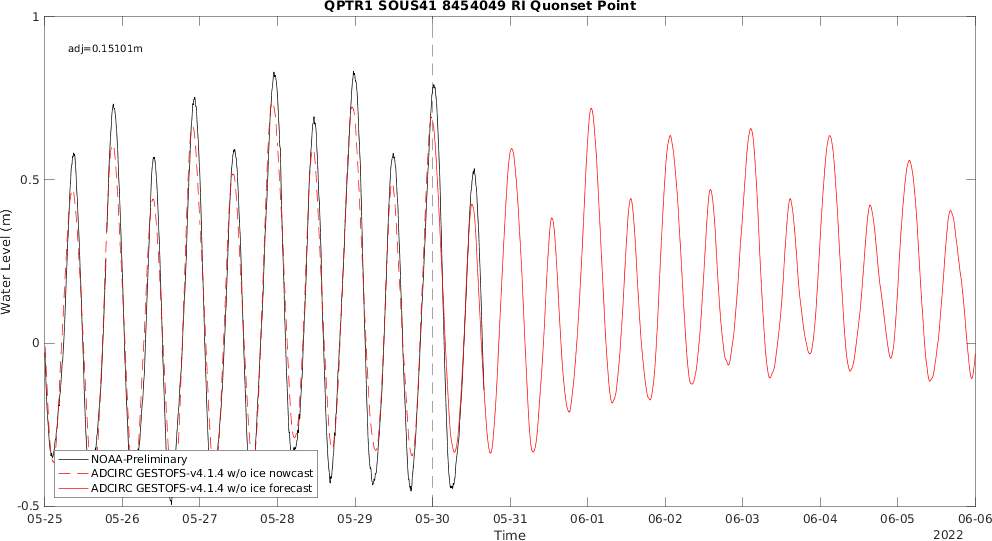 QPTR1 SOUS41 8454049 RI Quonset Point
adj=0.15101m
Water Level (m)
1
0.5
0
-0.5
NOAA-Preliminary
ADCIRC GESTOFS-v4.1.4 w/o ice nowcast
ADCIRC GESTOFS-v4.1.4 w/o ice forecast
05-25 05-26 05-27 05-28 05-29 05-30 05-31 06-01 06-02 06-03 06-04 06-05 06-06
Time
2022